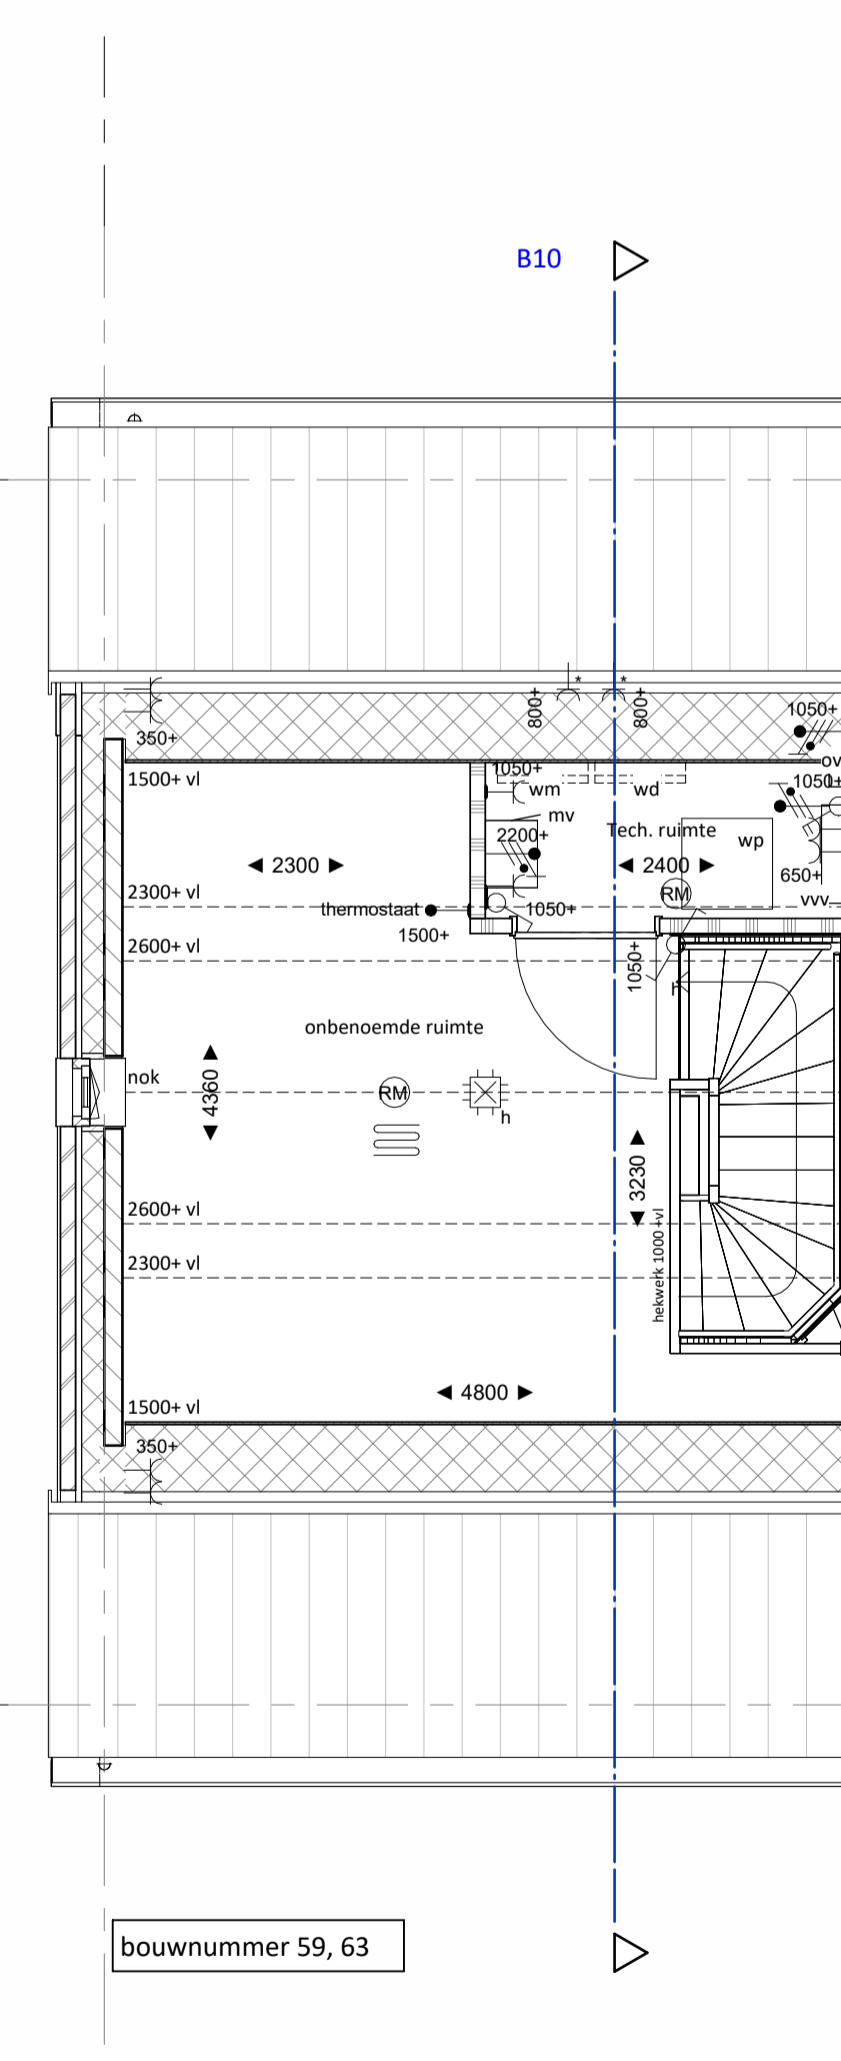 B10
*
*
800+
800+
1050+
350+
ov
1500+ vl
1050+
1050+
wm
wd
mv
2200+
Tech. ruimte
wp
2300
2400
650+
2300+ vl
RM
vvv
thermostaat
1050+
1500+
2600+ vl
1050+
h
onbenoemde ruimte
nok
4360
RM
h
3230
2600+ vl
hekwerk 1000 +vl
2300+ vl
4800
1500+ vl
350+
bouwnummer 59, 63